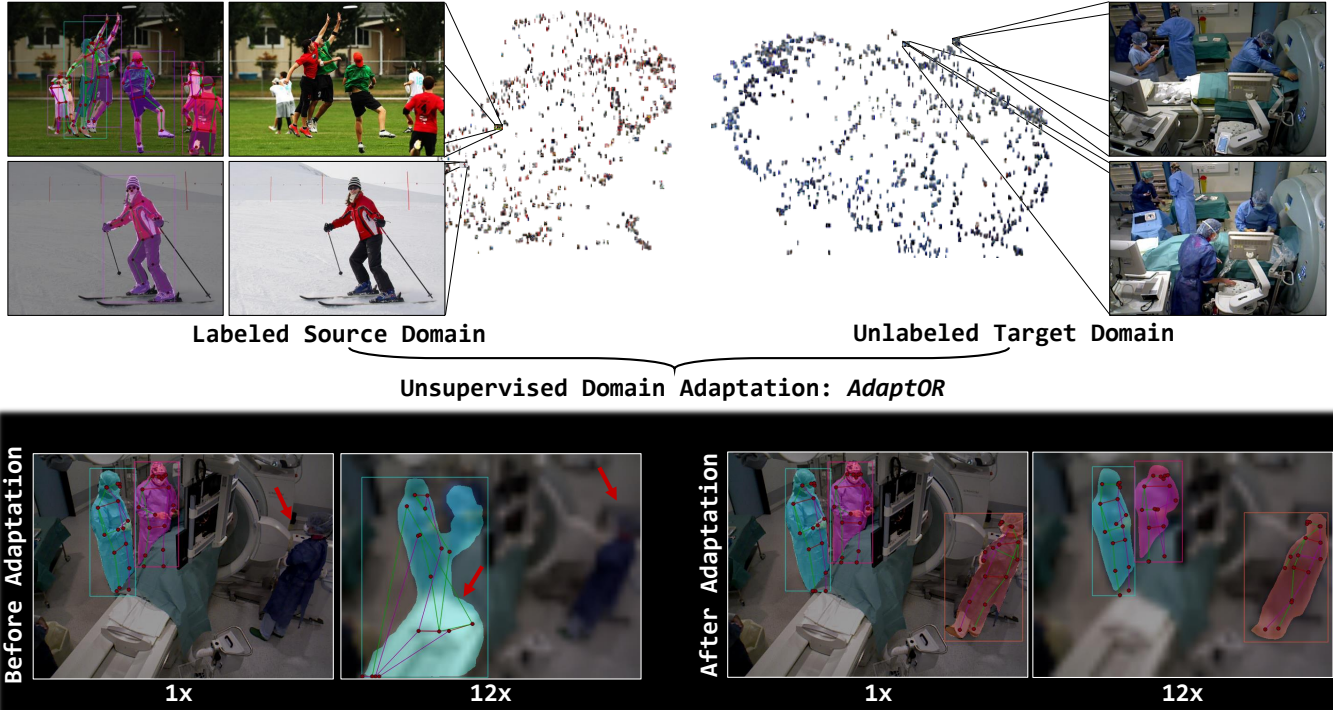 Labeled Source Domain
Unlabeled Target Domain
Unsupervised Domain Adaptation: AdaptOR
Before Adaptation
1x
12x
After Adaptation
1x
12x